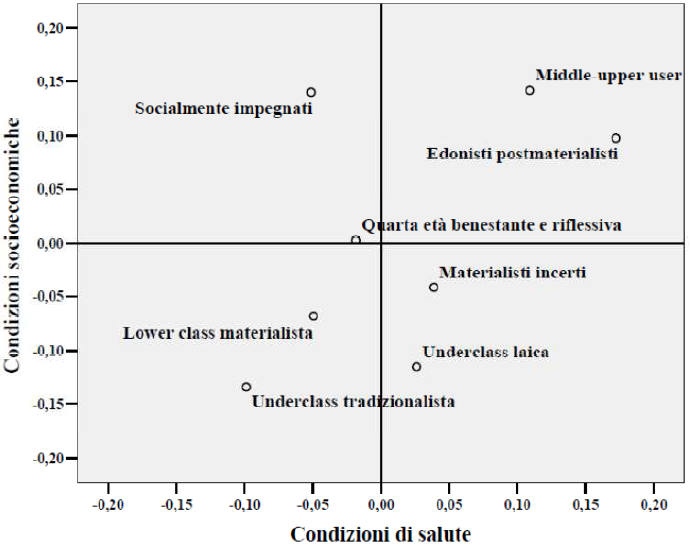 0,20
Middle-upper user
0,15
Socialmente impegnati
0,10
Edonisti postmaterialisti
0,05
Quarta età benestante e riflessiva
0,00
Materialisti incerti
-0,05
Lower class materialista
Underclass laica
-0,10
Underclass tradizionalista
-0,15
-0,20
Condizioni socioeconomiche
-0,20 -0,15 -0,10 -0,05 0,00 0,05 0,10 0,15 0,20
Condizioni di salute